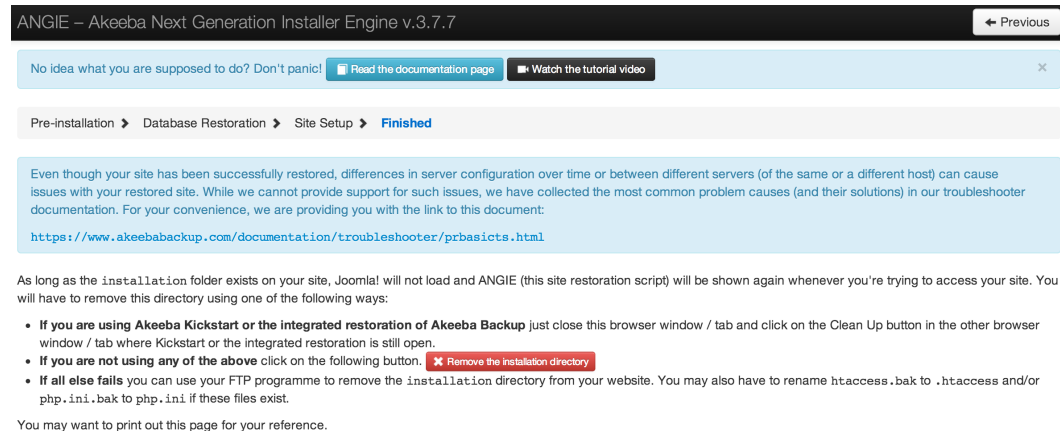 ANGIE – Akeeba Next Generation Installer Engine v.3.7.7
Previous
No idea what you are supposed to do? Don't panic! Read the documentation page Watch the tutorial video ×
Pre-installation Database Restoration Site Setup Finished
Even though your site has been successfully restored, differences in server configuration over time or between different servers (of the same or a different host) can cause
issues with your restored site. While we cannot provide support for such issues, we have collected the most common problem causes (and their solutions) in our troubleshooter
documentation. For your convenience, we are providing you with the link to this document:
https://www.akeebabackup.com/documentation/troubleshooter/prbasicts.html
As long as the installation folder exists on your site, Joomla! will not load and ANGIE (this site restoration script) will be shown again whenever you're trying to access your site. You
will have to remove this directory using one of the following ways:
• If you are using Akeeba Kickstart or the integrated restoration of Akeeba Backup just close this browser window / tab and click on the Clean Up button in the other browser
window / tab where Kickstart or the integrated restoration is still open.
• If you are not using any of the above click on the following button. Remove the installation directory
• If all else fails you can use your FTP programme to remove the installation directory from your website. You may also have to rename htaccess.bak to .htaccess and/or
php.ini.bak to php.ini if these files exist.
You may want to print out this page for your reference.